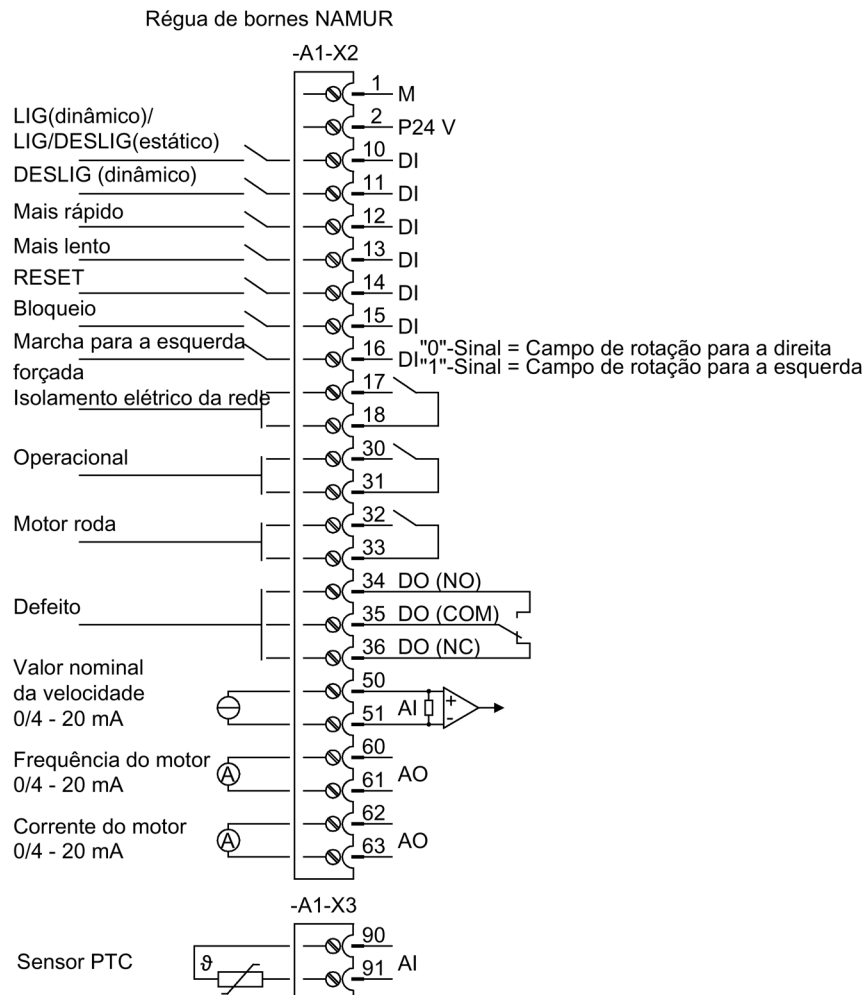 Régua de bornes NAMUR
-A1-X2
1 M
2 P24 V
LIG(dinâmico)/
LIG/DESLIG(estático)
10 DI
DESLIG (dinâmico)
11 DI
Mais rápido
12 DI
Mais lento
13 DI
RESET
14 DI
Bloqueio
15 DI
Marcha para a esquerda
forçada
16 DI
"0"-Sinal = Campo de rotação para a direita
"1"-Sinal = Campo de rotação para a esquerda
Isolamento elétrico da rede
17
18
Operacional
30
31
Motor roda
32
33
Defeito
34 DO (NO)
35 DO (COM)
36 DO (NC)
Valor nominal
da velocidade
0/4 - 20 mA
50
51
AI
+
-
Frequência do motor
0/4 - 20 mA
A
60
61
AO
Corrente do motor
0/4 - 20 mA
A
62
63
AO
-A1-X3
Sensor PTC
ϑ
90
91
AI